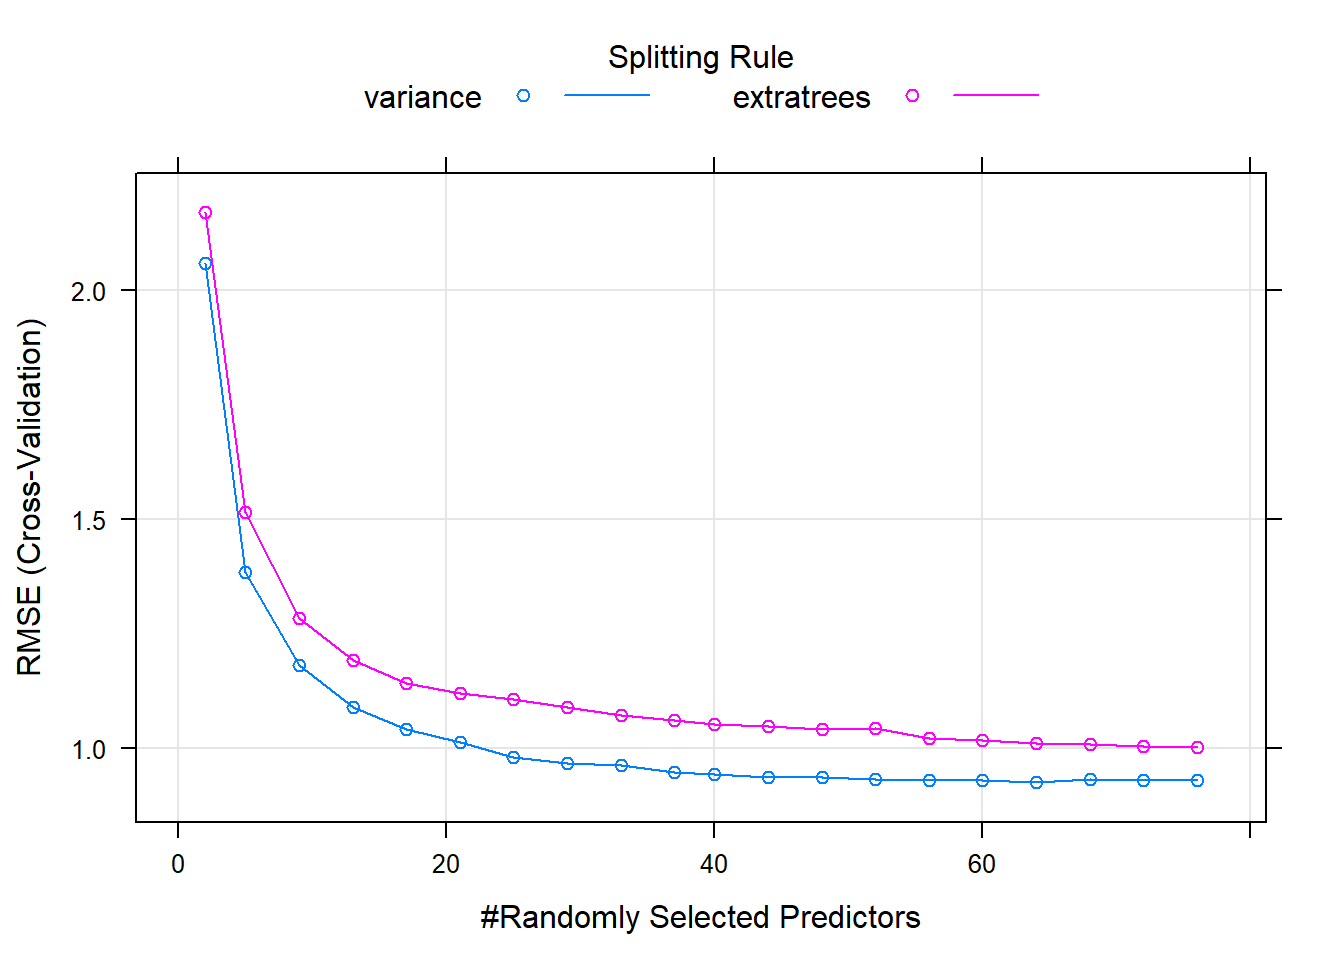 Splitting Rule
variance extratrees
2.0
1.5
1.0
RMSE (Cross-Validation)
0 20 40 60
#Randomly Selected Predictors